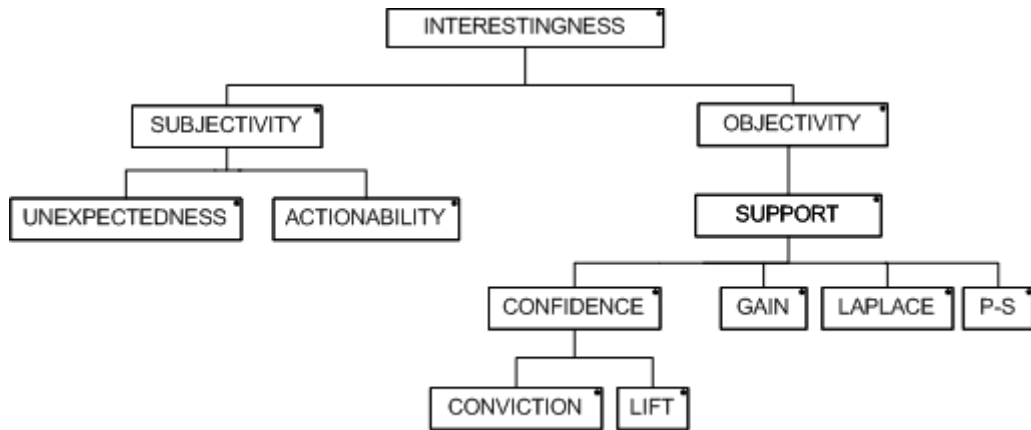 INTERESTINGNESS
SUBJECTIVITY
OBJECTIVITY
UNEXPECTEDNESS
ACTIONABILITY
SUPPORT
CONFIDENCE
GAIN
LAPLACE
P-S
CONVICTION
LIFT